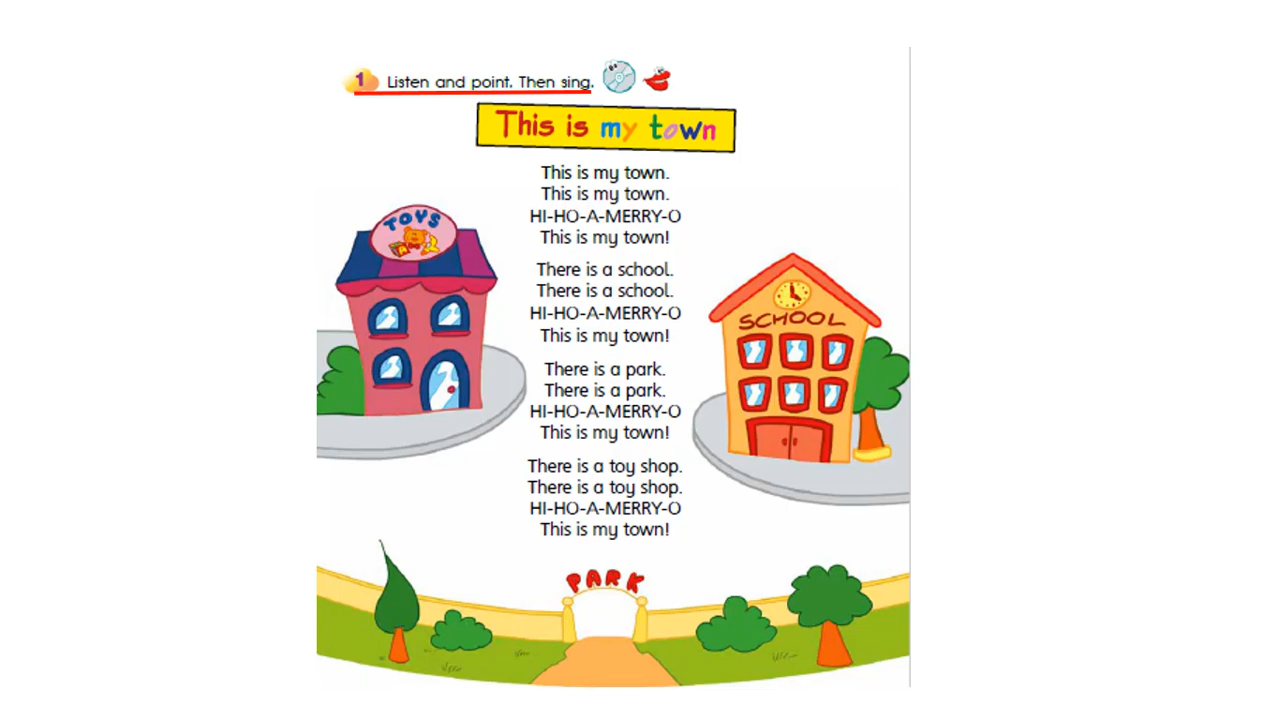 1 Listen and point. Then sing.
This is my town
This is my town.
This is my town.
HI-HO-A-MERRY-O
This is my town!
There is a school.
There is a school.
HI-HO-A-MERRY-O
This is my town!
There is a park.
There is a park.
HI-HO-A-MERRY-O
This is my town!
There is a toy shop.
There is a toy shop.
HI-HO-A-MERRY-O
This is my town!
TOYS
SCHOOL
PARK